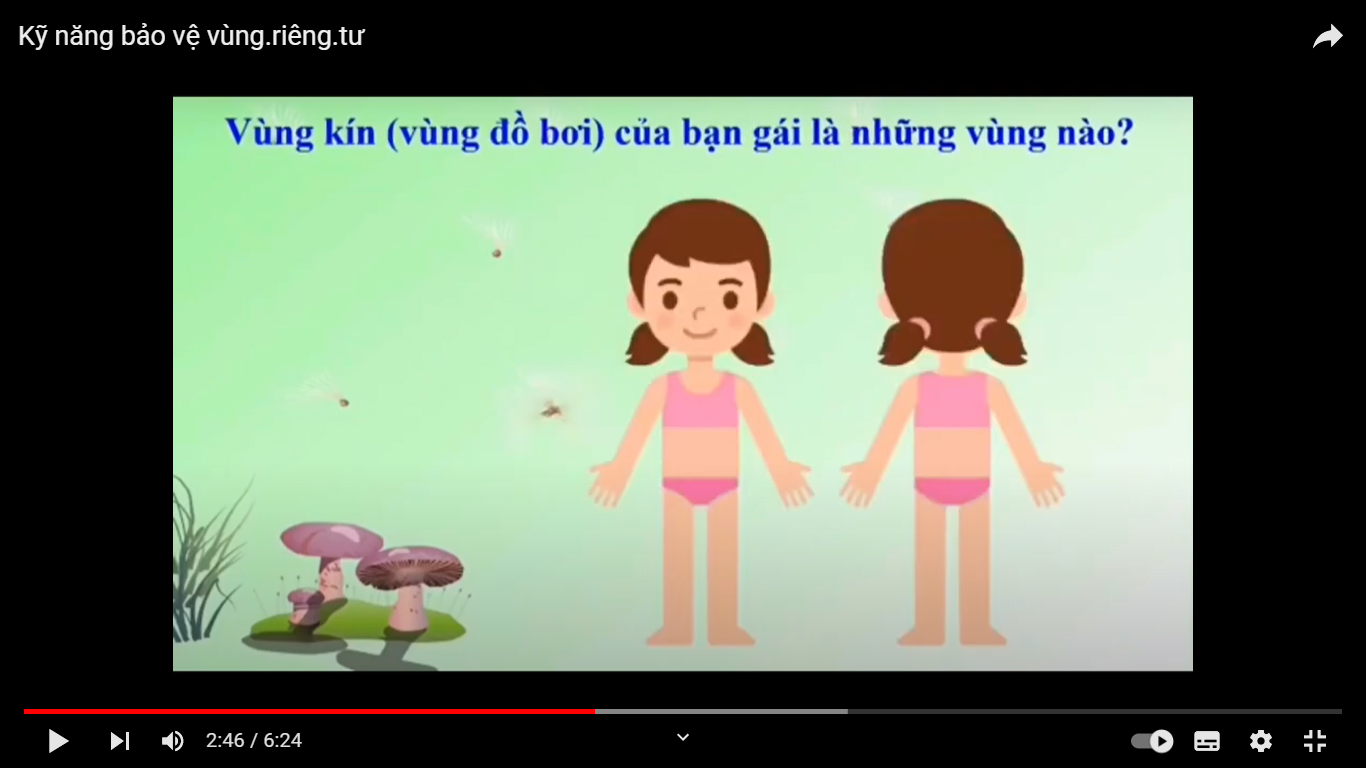 Kỹ năng bảo vệ vùng.riêng.tư
Vùng kín (vùng đồ bơi) của bạn gái là những vùng nào?
2:46 / 6:24